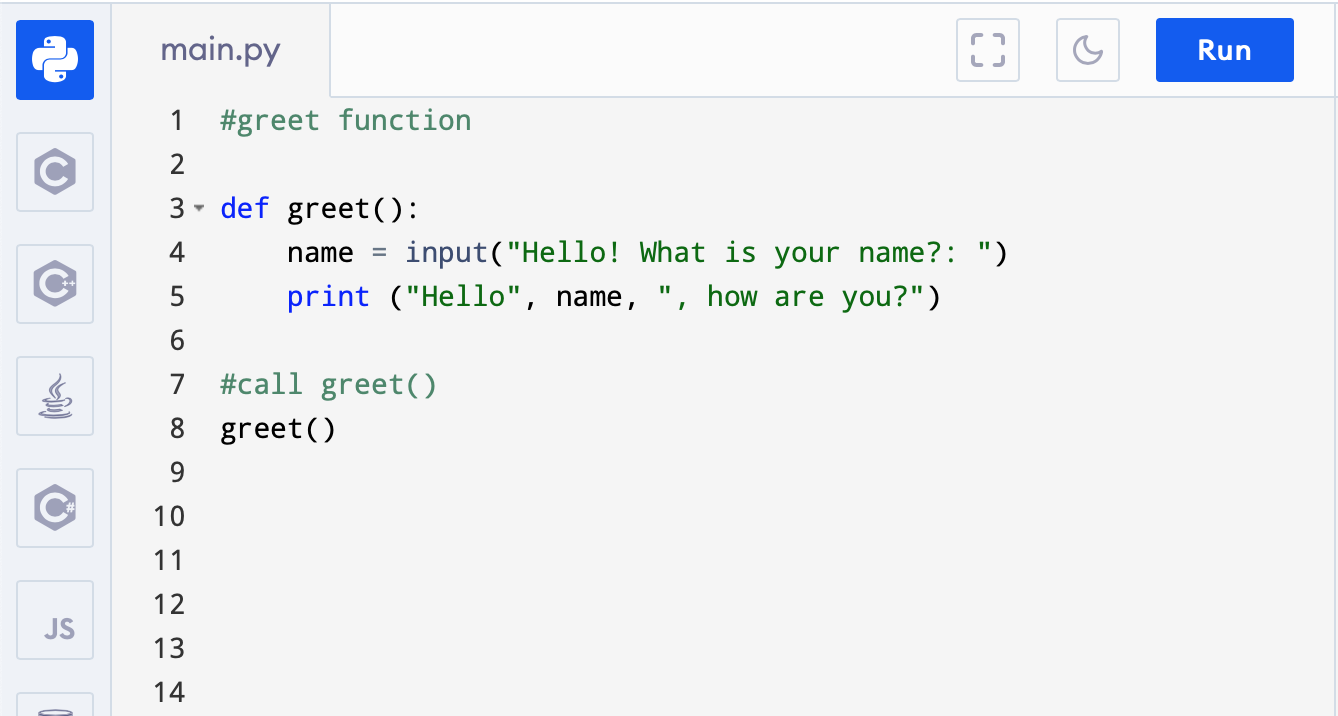 main.py
Run
1 #greet function
2
3 def greet():
4     name = input("Hello! What is your name?: ")
5     print ("Hello", name, ", how are you?")
6
7 #call greet()
8 greet()
9
10
11
12
13
14
C
C++
C#
JS